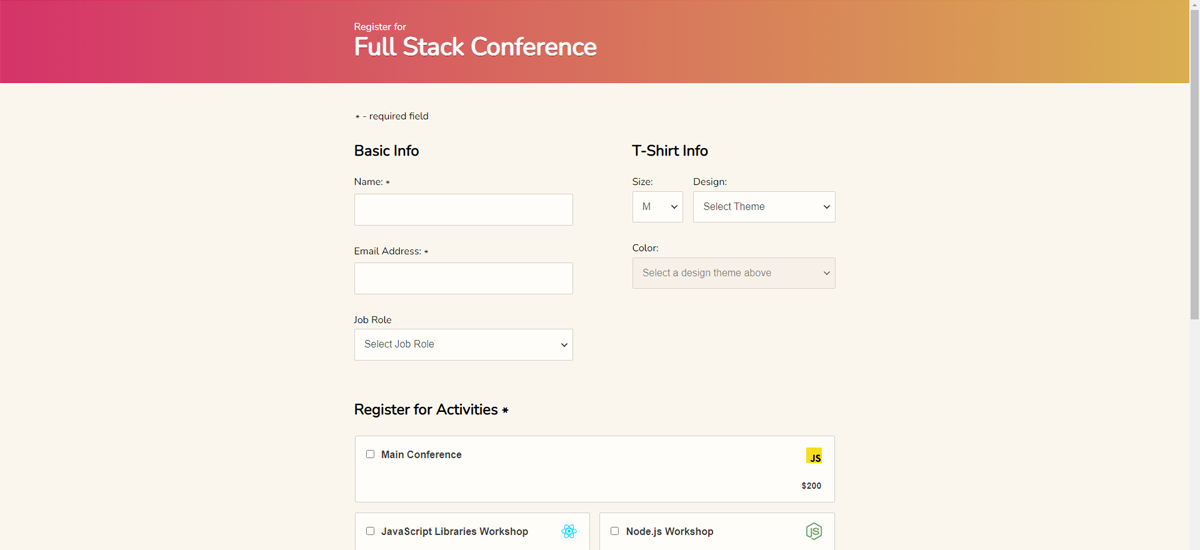 Register for
Full Stack Conference
* - required field
Basic Info
Name: *
Email Address: *
Job Role
Select Job Role
T-Shirt Info
Size:
Design:
M
Select Theme
Color:
Select a design theme above
Register for Activities *
Main Conference
JS
$200
JavaScript Libraries Workshop
Node.js Workshop
JS